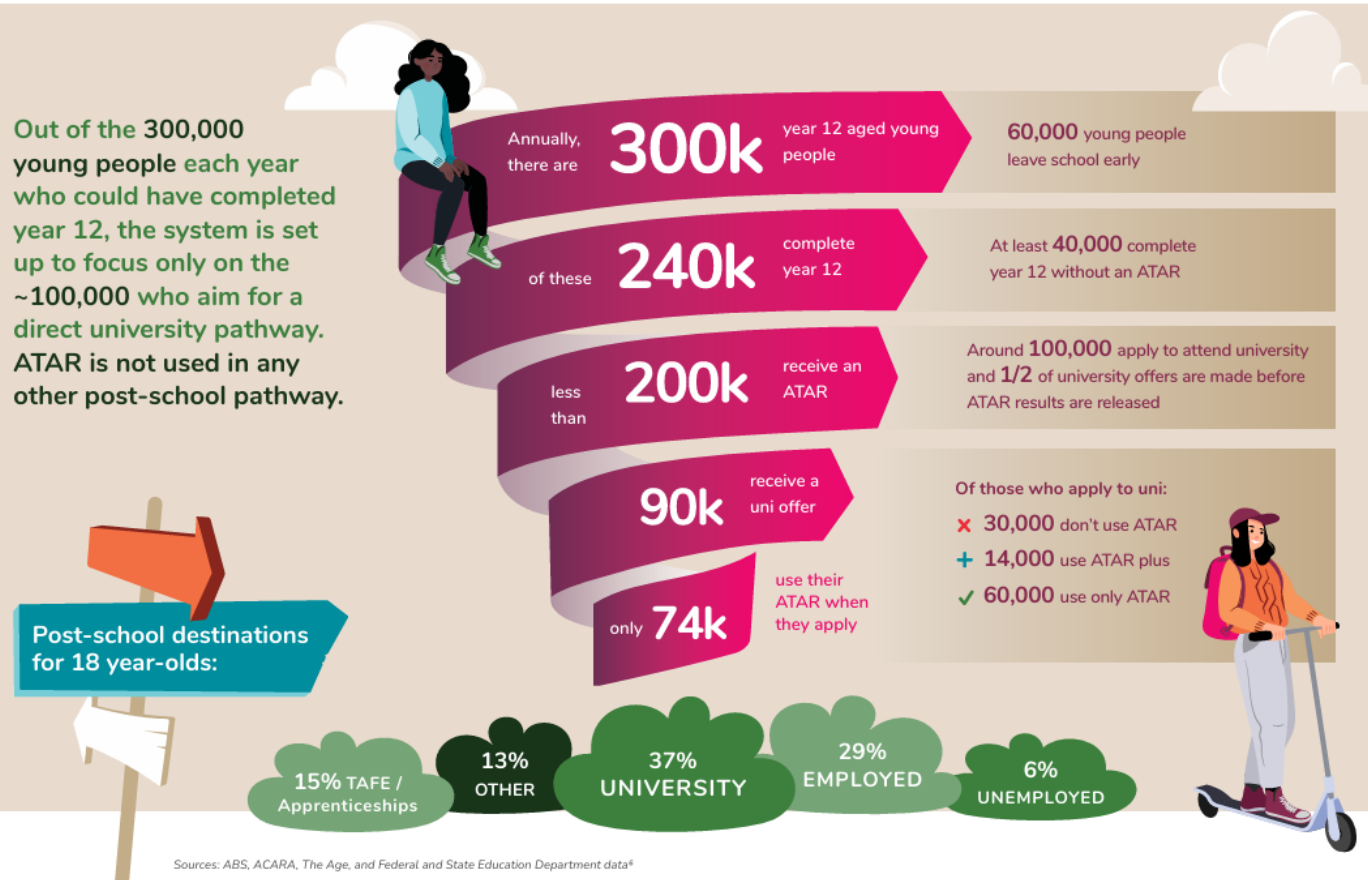 Out of the 300,000
young people each year
who could have completed
year 12, the system is set
up to focus only on the
~100,000 who aim for a
direct university pathway.
ATAR is not used in any
other post-school pathway.
Annually,
there are
300k
year 12 aged young
people
60,000 young people
leave school early
of these
240k
complete
year 12
At least 40,000 complete
year 12 without an ATAR
less
than
200k
receive an
ATAR
Around 100,000 apply to attend university
and 1/2 of university offers are made before
ATAR results are released
90k
receive a
uni offer
Of those who apply to uni:
30,000 don't use ATAR
14,000 use ATAR plus
60,000 use only ATAR
only 74k
use their
ATAR when
they apply
Post-school destinations
for 18 year-olds:
15% TAFE /
Apprenticeships
13%
OTHER
37%
UNIVERSITY
29%
EMPLOYED
6%
UNEMPLOYED
Sources: ABS, ACARA, The Age, and Federal and State Education Department data⁶